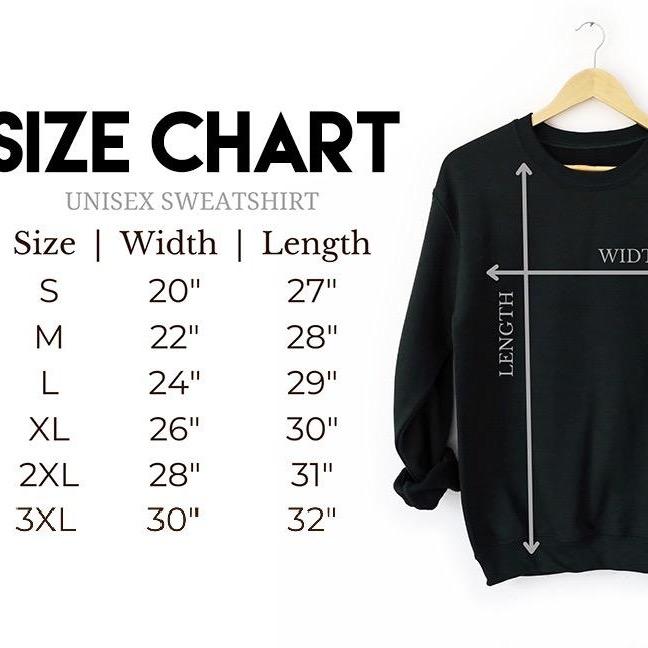 SIZE CHART
UNISEX SWEATSHIRT
Size | Width | Length
S 20" 27"
M 22" 28"
L 24" 29"
XL 26" 30"
2XL 28" 31"
3XL 30" 32"
WIDT
LENGTH